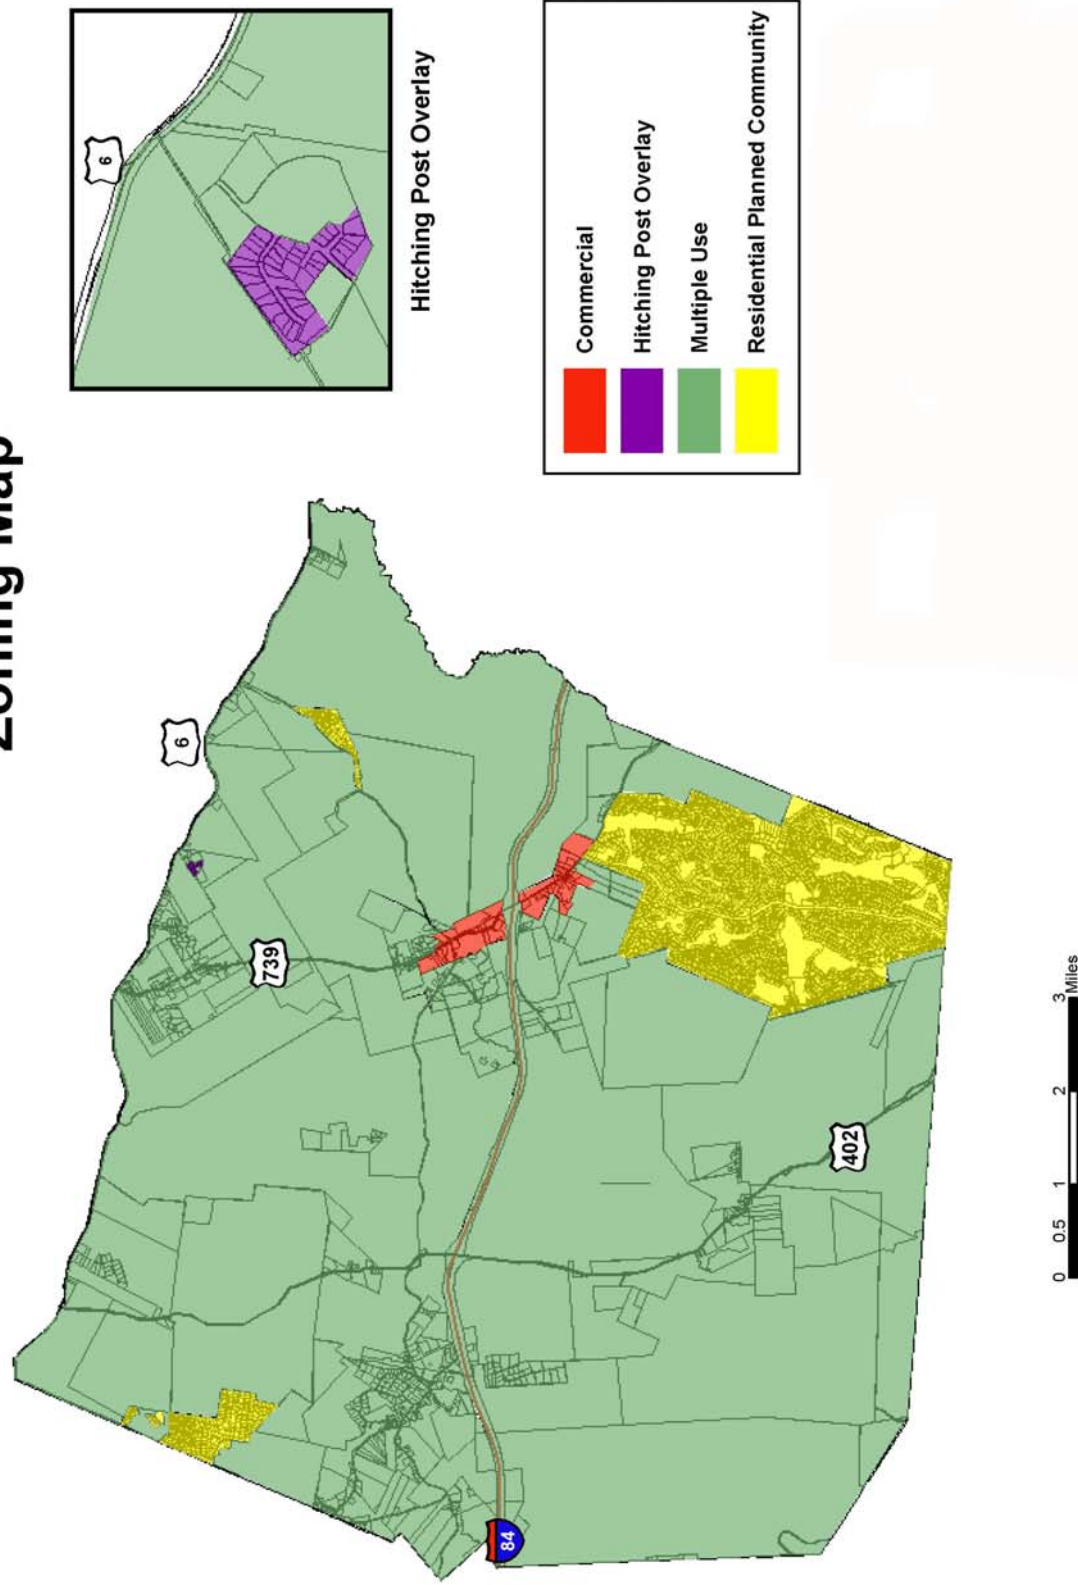 Zoning Map
6
Hitching Post Overlay
6
739
402
84
Commercial
Hitching Post Overlay
Multiple Use
Residential Planned Community
0 0.5 1 2 3 Miles